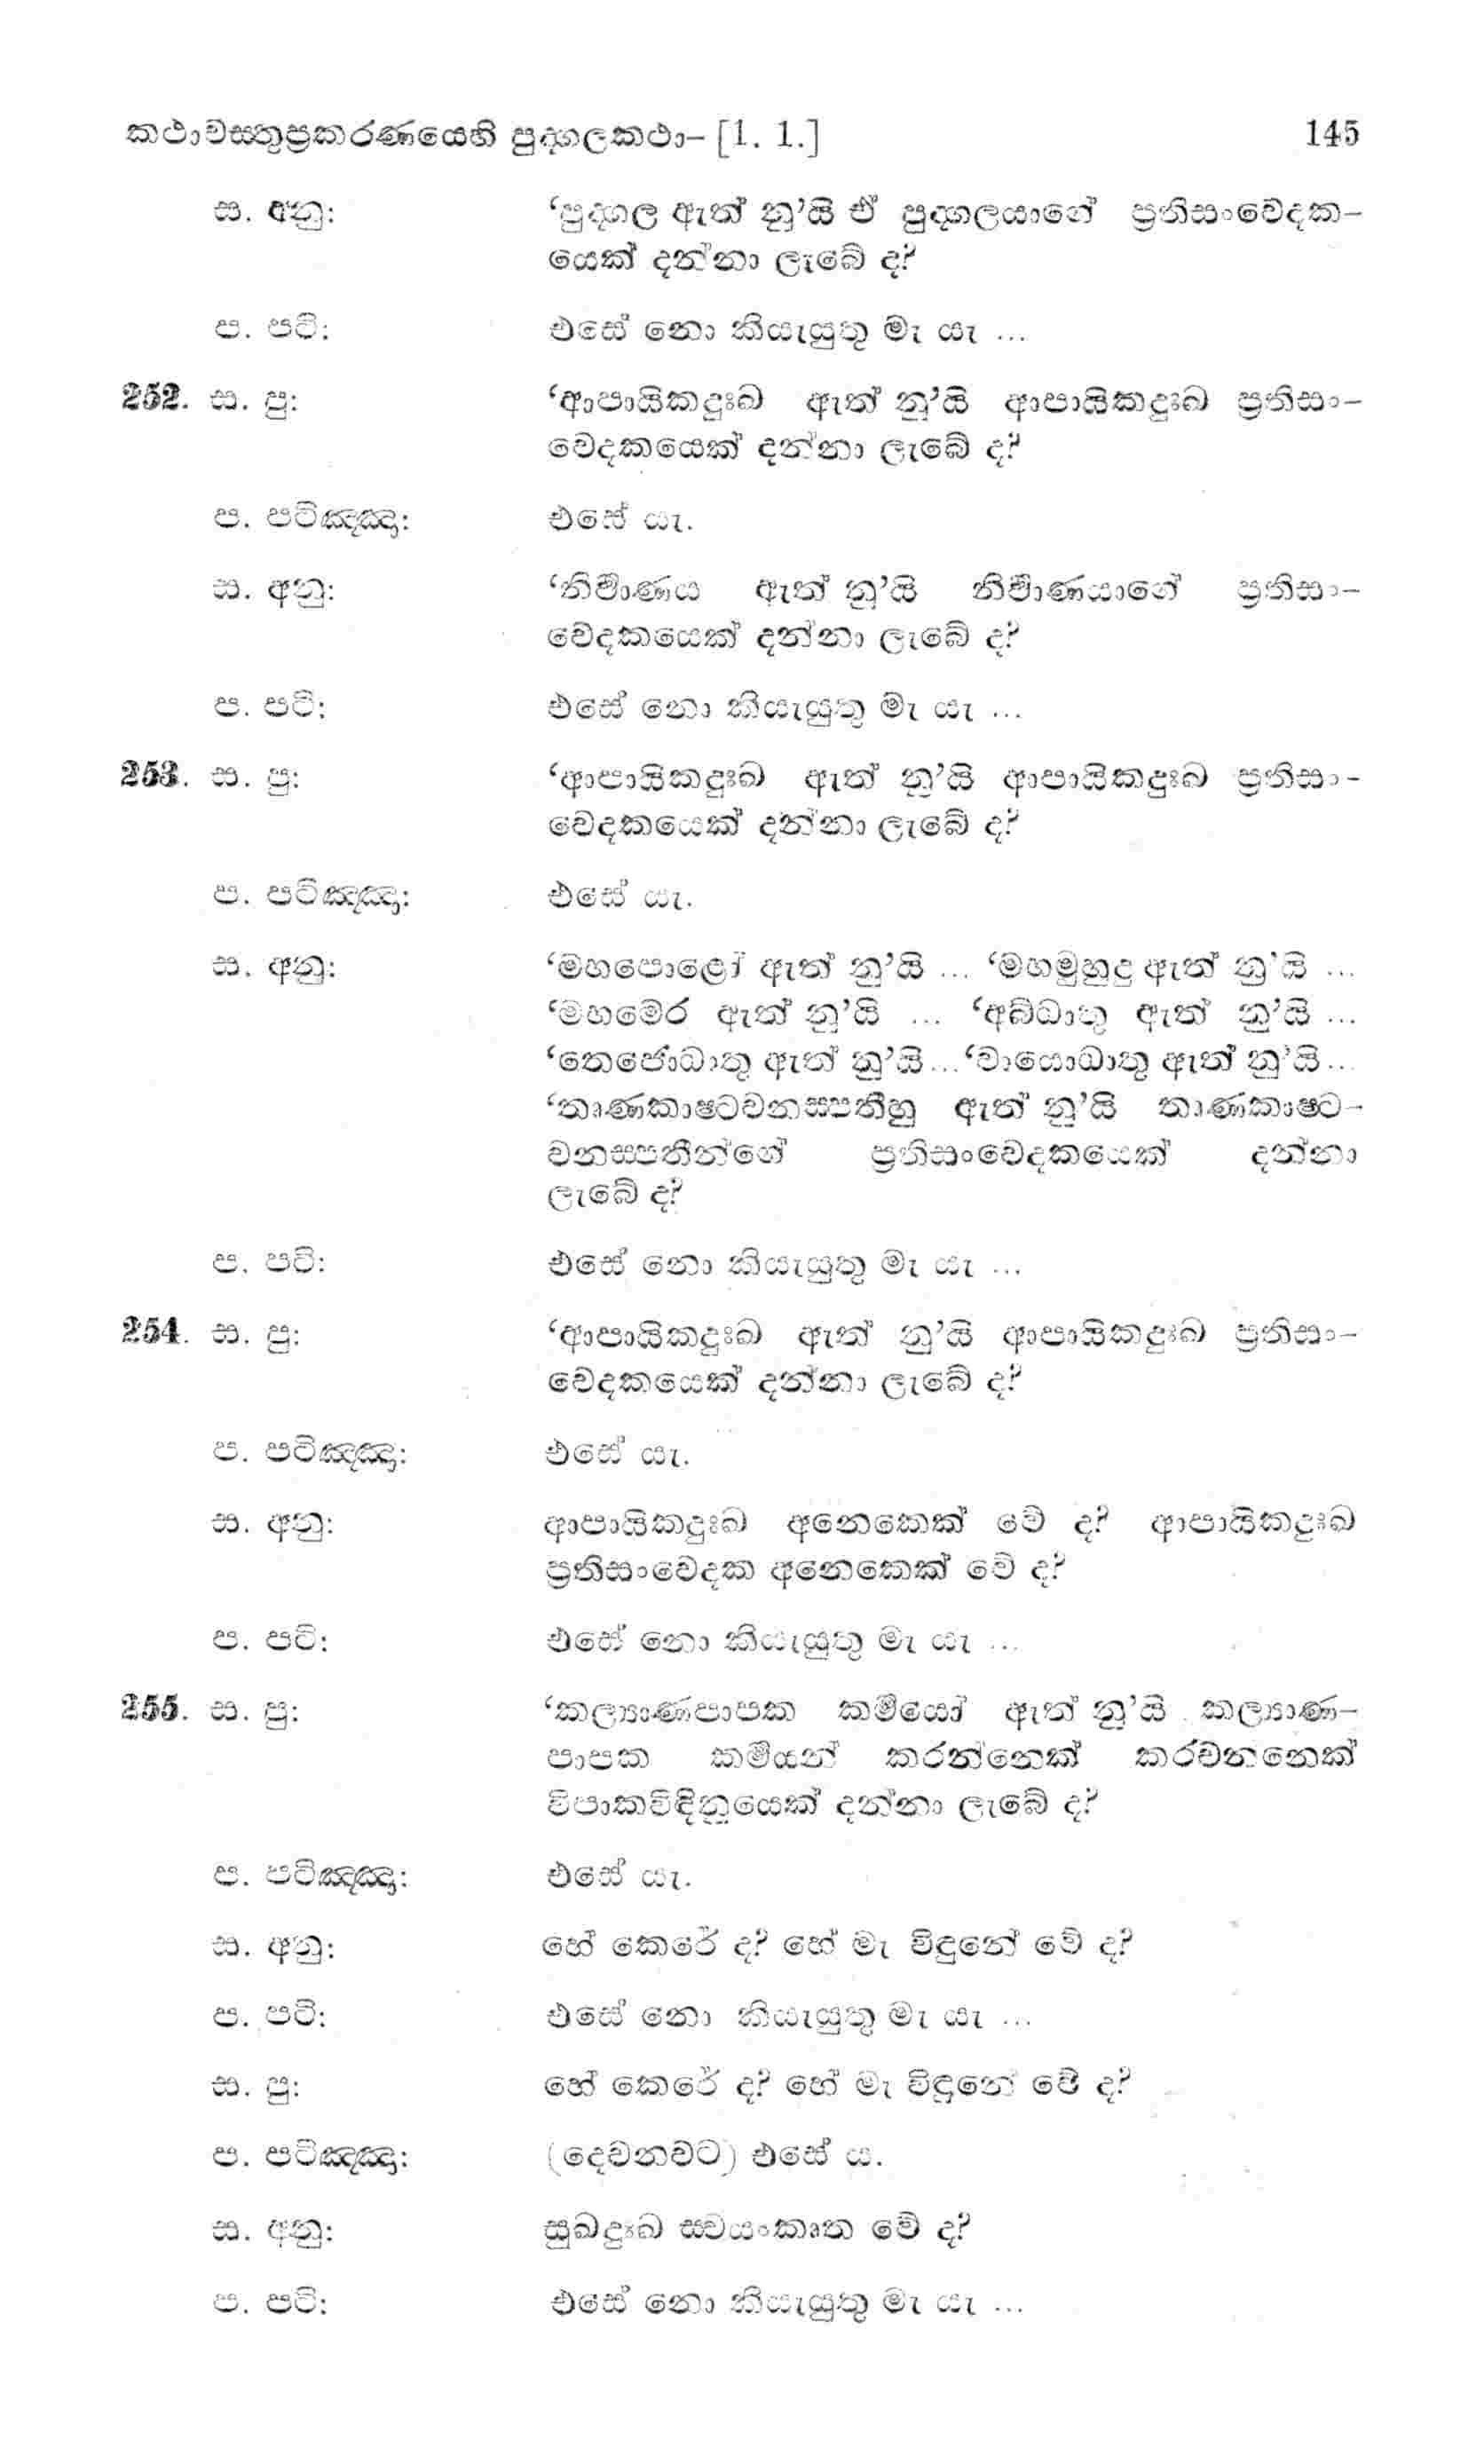 කථාවස්තුප්‍රකරණයෙහි පුද්ගලකථා– [1. 1.] 145
ස. අනු: ‘පුද්ගල ඇත් නු’යි ඒ පුද්ගලයාගේ ප්‍රතිසංවේදක–
යෙක් දන්නා ලැබේ ද?
ප. පටි: එසේ නො කියැයුතු මැ යැ ...
252. ස. පු: ‘ආපායිකදුඃඛ ඇත් නු’යි ආපායිකදුඃඛ ප්‍රතිසං–
වෙදකයෙක් දන්නා ලැබේ ද?
ප. පටිඤ්ඤා: එසේ යැ.
ස. අනු: ‘නිර්‍වාණය ඇත් නු’යි නිර්‍වාණයාගේ ප්‍රතිසං–
වේදකයෙක් දන්නා ලැබේ ද?
ප. පටි: එසේ නො කියැයුතු මැ යැ ...
253. ස. පු: ‘ආපායිකදුඃඛ ඇත් නු’යි ආපායිකදුඃඛ ප්‍රතිසං–
වෙදකයෙක් දන්නා ලැබේ ද?
ප. පටිඤ්ඤා: එසේ යැ.
ස. අනු: ‘මහපොළෝ ඇත් නු’යි ... ‘මහමුහුදු ඇත් නු’යි ...
‘මහමේර ඇත් නු’යි ... ‘අබ්ධාතු ඇත් නු’යි ...
‘තෙජොධාතු ඇත් නු’යි... ‘වායොධාතු ඇත් නු’යි...
‘තෘණකාෂ්ටවනස්පතීහු ඇත් නු’යි තෘණකාෂ්ට–
වනස්පතීන්ගේ ප්‍රතිසංවෙදකයෙක් දන්නා
ලැබේ ද?
ප. පටි: එසේ නො කියැයුතු මැ යැ ...
254. ස. පු: ‘ආපායිකදුඃඛ ඇත් නු’යි ආපායිකදුඃඛ ප්‍රතිසං–
වෙදකයෙක් දන්නා ලැබේ ද?
ප. පටිඤ්ඤා: එසේ යැ.
ස. අනු: ආපායිකදුඃඛ අනෙකෙක් වේ ද? ආපායිකදුඃඛ
ප්‍රතිසංවෙදක අනෙකෙක් වේ ද?
ප. පටි: එසේ නො කියැයුතු මැ යැ ...
255. ස. පු: ‘කල්‍යාණපාපක කර්‍මයෝ ඇත් නු’යි කල්‍යාණ–
පාපක කර්‍මයන් කරන්නෙක් කරවනනෙක්
විපාකවිඳිනුයෙක් දන්නා ලැබේ ද?
ප. පටිඤ්ඤා: එසේ යැ.
ස. අනු: හේ කෙරේ ද? හේ මැ විඳුනේ වේ ද?
ප. පටි: එසේ නො කියැයුතු මැ යැ ...
ස. පු: හේ කෙරේ ද? හේ මැ විඳුනේ වේ ද?
ප. පටිඤ්ඤා: (දෙවනවට) එසේ ය.
ස. අනු: සුඛදුඃඛ ස්වයංකෘත වේ ද?
ප. පටි: එසේ නො කියැයුතු මැ යැ ...